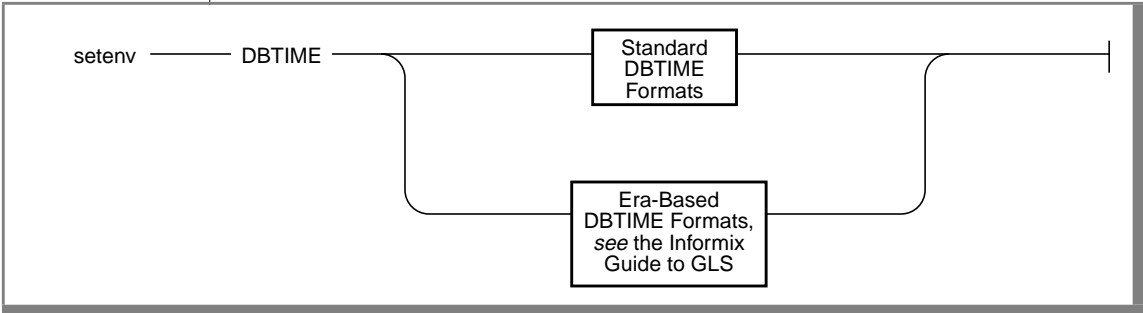 setenv DBTIME
Standard
DBTIME
Formats
Era-Based
DBTIME Formats,
see the Informix
Guide to GLS